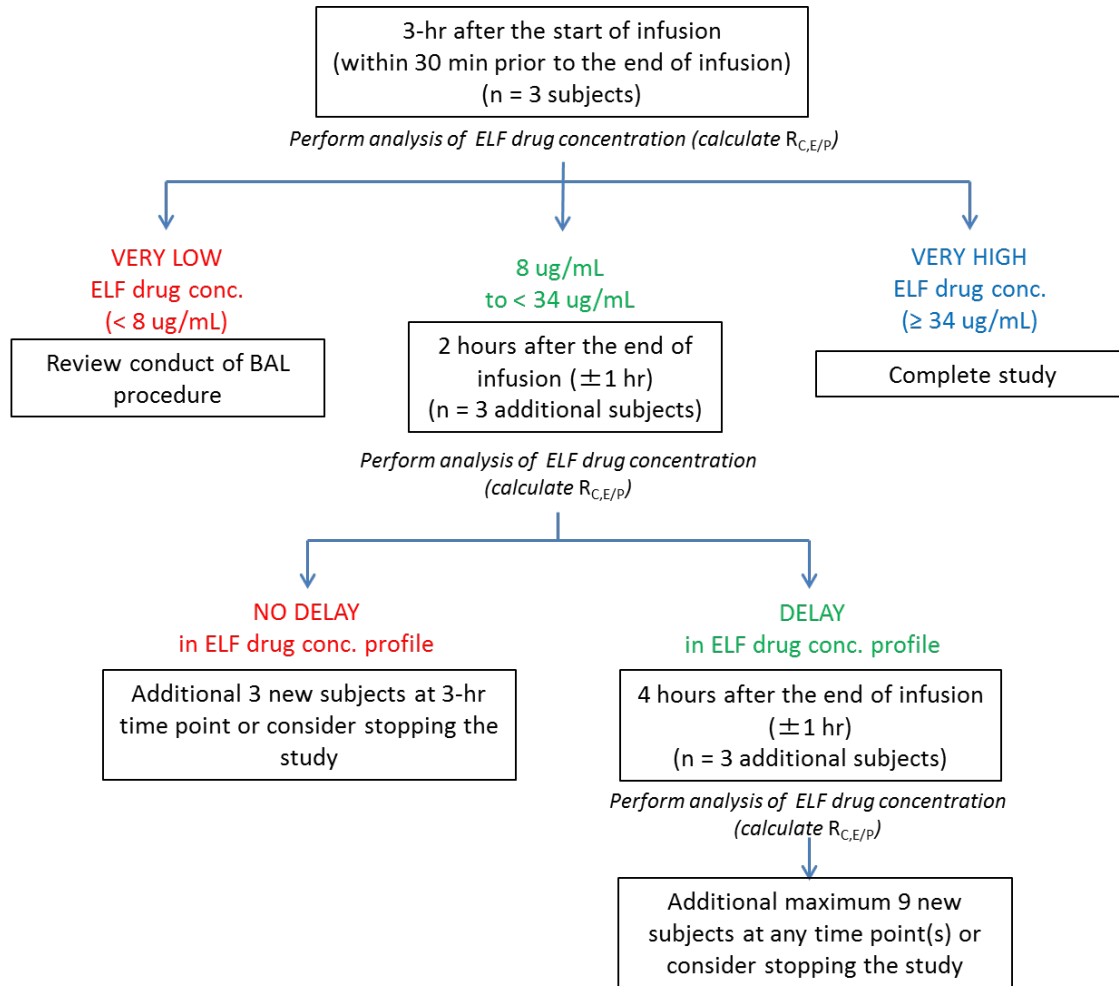 3-hr after the start of infusion
(within 30 min prior to the end of infusion)
(n = 3 subjects)
Perform analysis of ELF drug concentration (calculate R_{C,E/P})
VERY LOW
ELF drug conc.
(< 8 ug/mL)
Review conduct of BAL
procedure
8 ug/mL
to < 34 ug/mL
2 hours after the end of
infusion (±1 hr)
(n = 3 additional subjects)
VERY HIGH
ELF drug conc.
(≥ 34 ug/mL)
Complete study
Perform analysis of ELF drug concentration
(calculate R_{C,E/P})
NO DELAY
in ELF drug conc. profile
Additional 3 new subjects at 3-hr
time point or consider stopping the
study
DELAY
in ELF drug conc. profile
4 hours after the end of infusion
(±1 hr)
(n = 3 additional subjects)
Perform analysis of ELF drug concentration
(calculate R_{C,E/P})
Additional maximum 9 new
subjects at any time point(s) or
consider stopping the study